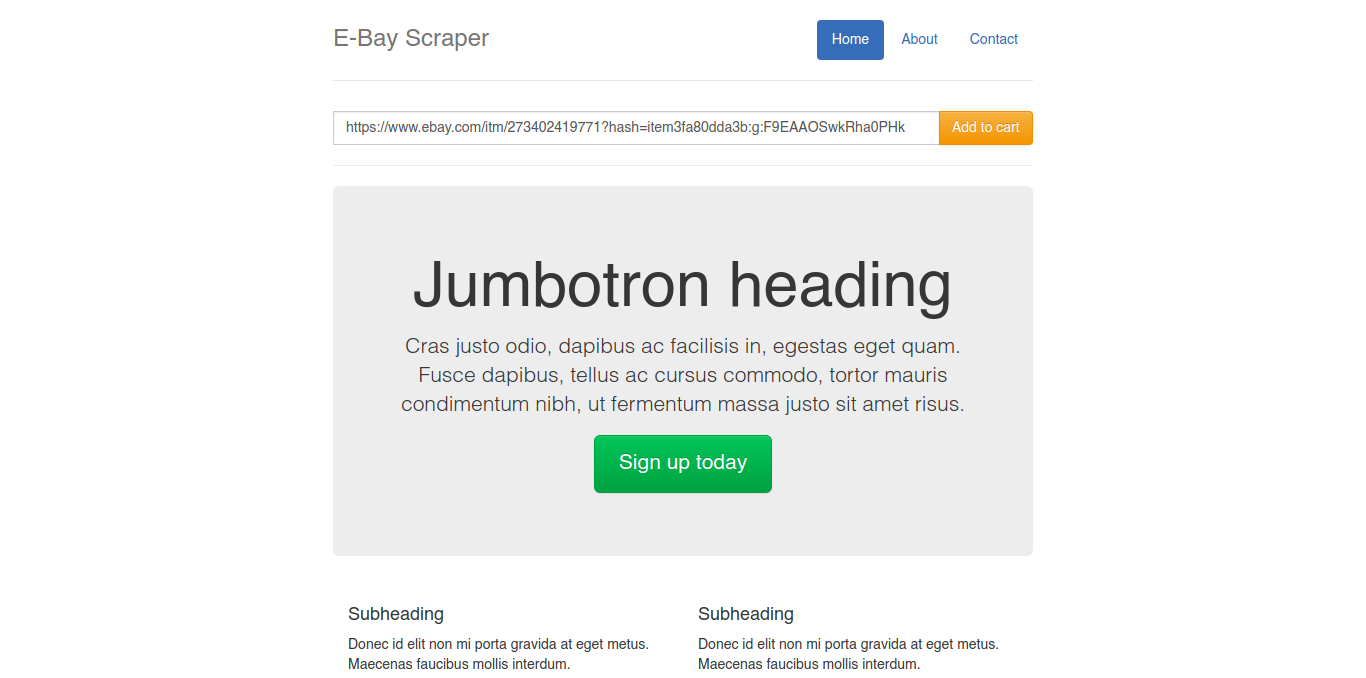 E-Bay Scraper
Home About Contact
https://www.ebay.com/itm/273402419771?hash=item3fa80dda3b:g:F9EAAOSwkRha0PHk Add to cart
Jumbotron heading
Cras justo odio, dapibus ac facilisis in, egestas eget quam.
Fusce dapibus, tellus ac cursus commodo, tortor mauris
condimentum nibh, ut fermentum massa justo sit amet risus.
Sign up today
Subheading
Donec id elit non mi porta gravida at eget metus.
Maecenas faucibus mollis interdum.
Subheading
Donec id elit non mi porta gravida at eget metus.
Maecenas faucibus mollis interdum.